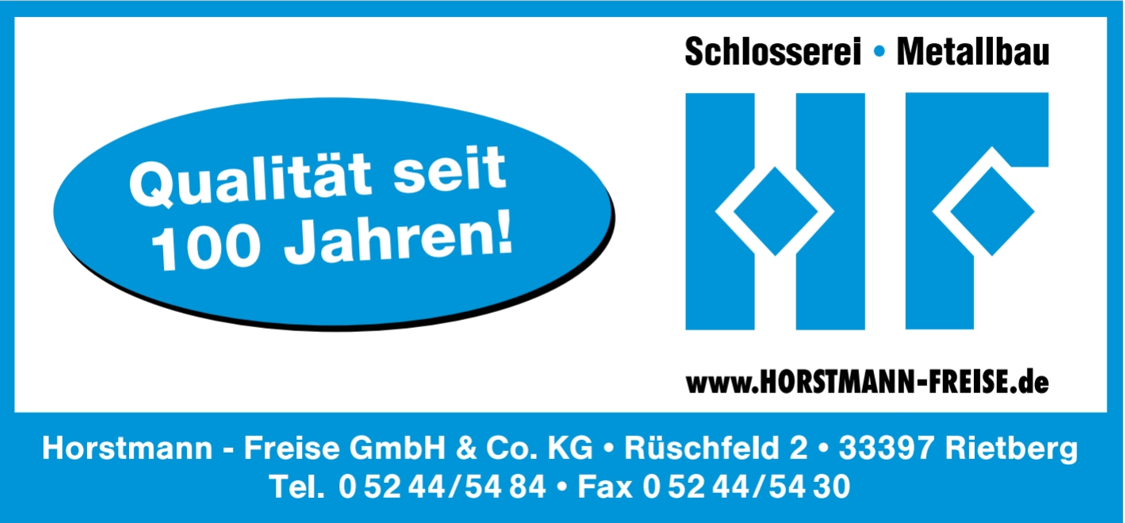 Schlosserei • Metallbau
Qualität seit
100 Jahren!
HF
www.HORSTMANN-FREISE.de
Horstmann - Freise GmbH & Co. KG • Rüschfeld 2 • 33397 Rietberg
Tel. 0 52 44/54 84 • Fax 0 52 44/54 30